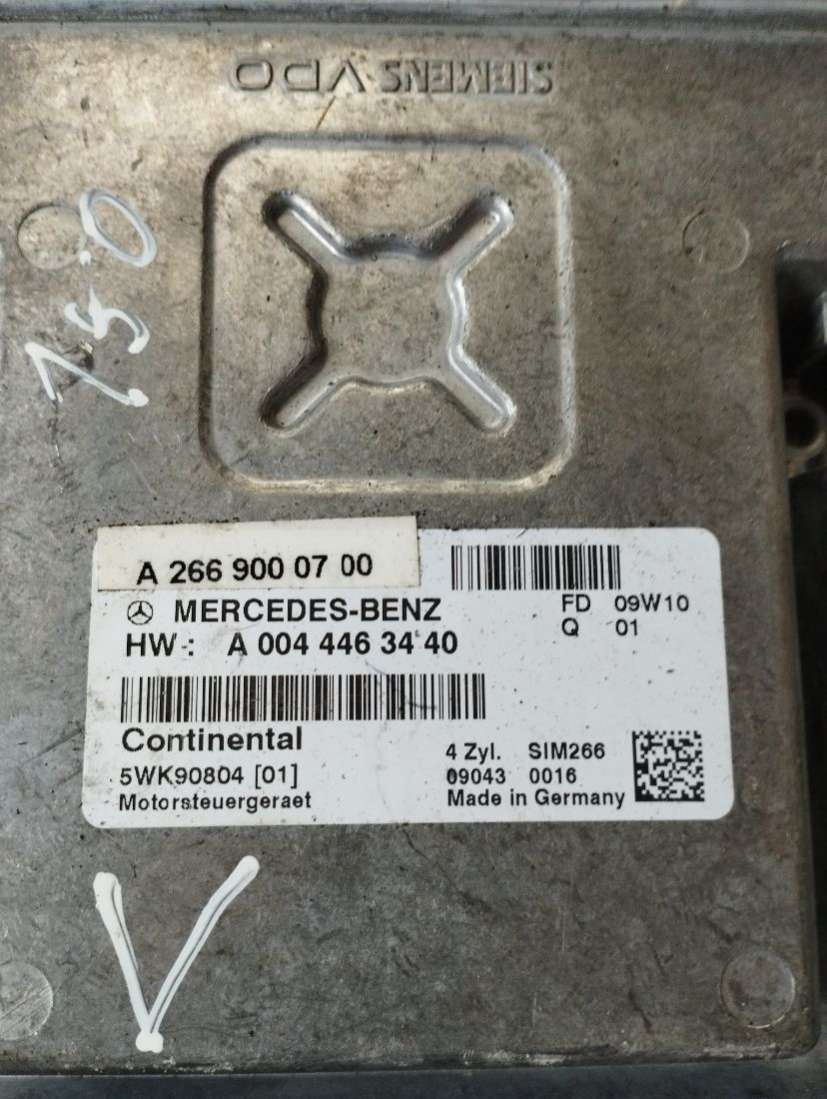 SIEMENS VDO
150
A 266 900 07 00
MERCEDES-BENZ
HW: A 004 446 34 40
FD 09W10
Q 01
Continental
5WK90804 [01]
Motorsteuergeraet
4 Zyl. SIM266
09043 0016
Made in Germany
V